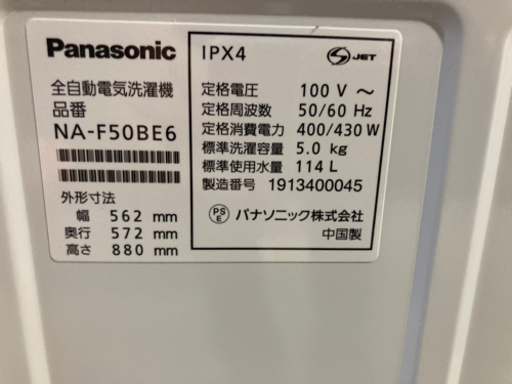 Panasonic
全自動電気洗濯機
品番
NA-F50BE6
外形寸法
幅 562 mm
奥行 572 mm
高さ 880 mm
IPX4
S JET
定格電圧 100 V ～
定格周波数 50/60 Hz
定格消費電力 400/430 W
標準洗濯容量 5.0 kg
標準使用水量 114 L
製造番号 1913400045
PS E パナソニック株式会社
中国製